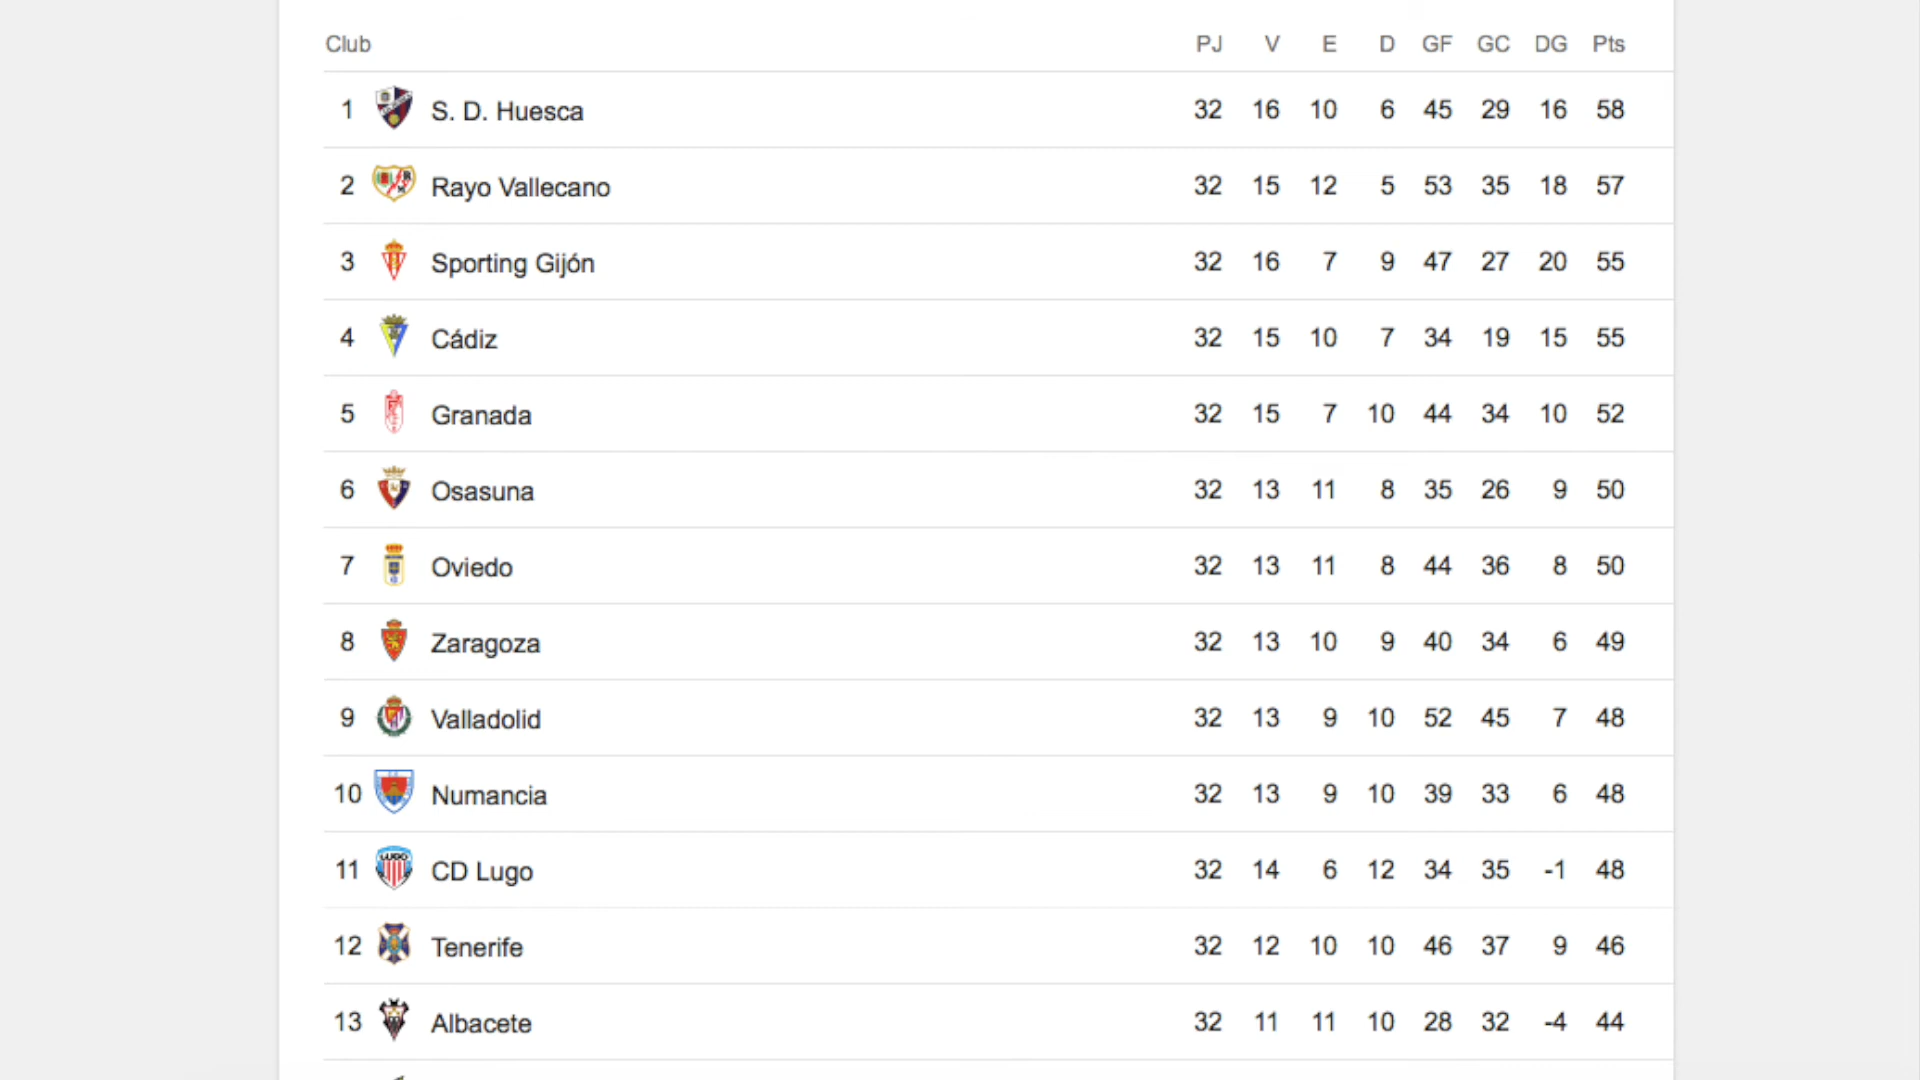 Club PJ V E D GF GC DG Pts
1 S. D. Huesca 32 16 10 6 45 29 16 58
2 Rayo Vallecano 32 15 12 5 53 35 18 57
3 Sporting Gijón 32 16 7 9 47 27 20 55
4 Cádiz 32 15 10 7 34 19 15 55
5 Granada 32 15 7 10 44 34 10 52
6 Osasuna 32 13 11 8 35 26 9 50
7 Oviedo 32 13 11 8 44 36 8 50
8 Zaragoza 32 13 10 9 40 34 6 49
9 Valladolid 32 13 9 10 52 45 7 48
10 Numancia 32 13 9 10 39 33 6 48
11 LUGO CD Lugo 32 14 6 12 34 35 -1 48
12 Tenerife 32 12 10 10 46 37 9 46
13 Albacete 32 11 11 10 28 32 -4 44